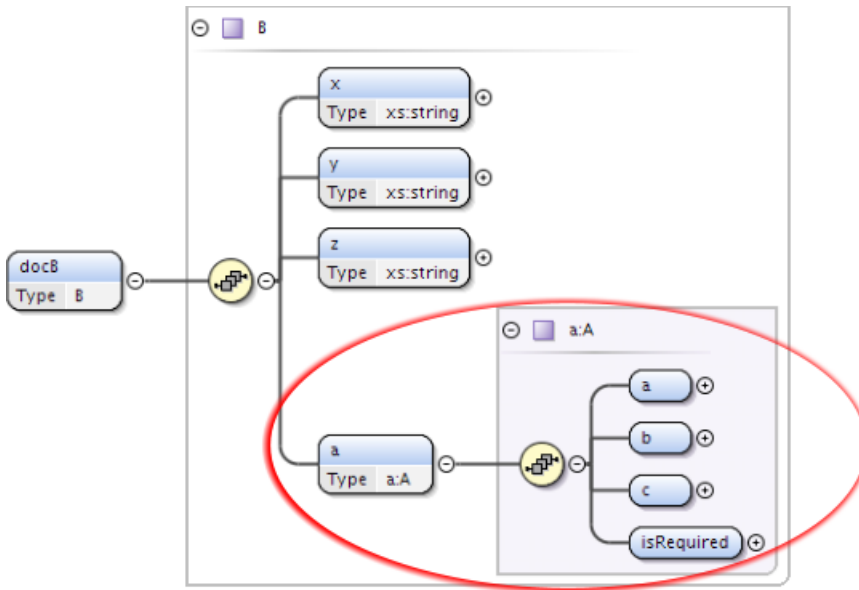 B
x
Type xs:string
y
Type xs:string
z
Type xs:string
docB
Type B
a:A
a
b
a
Type a:A
c
isRequired